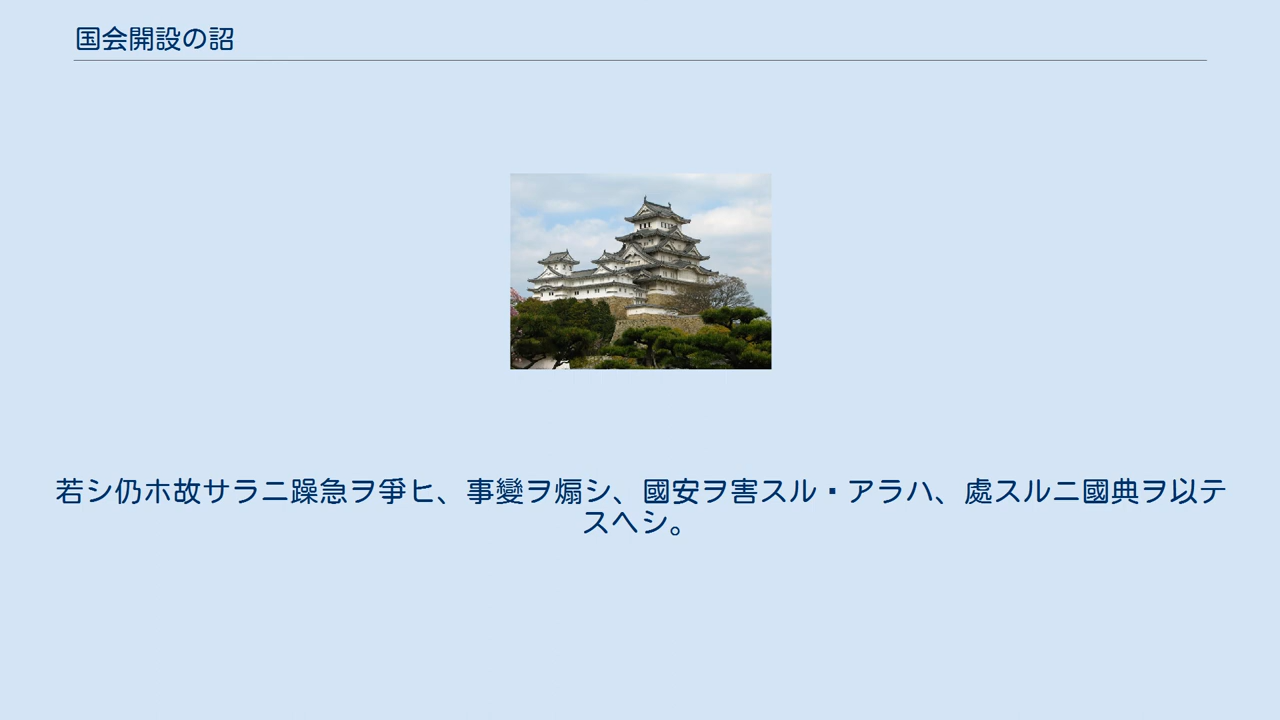 国会開設の詔
若シ仍ホ故サラニ躁急ヲ爭ヒ、事變ヲ煽シ、國安ヲ害スル・アラハ、處スルニ國典ヲ以テ
スヘシ。